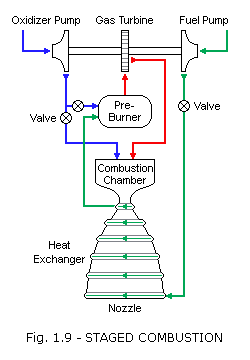 Oxidizer Pump
Gas Turbine
Fuel Pump
Pre-
Burner
Valve
Valve
Combustion
Chamber
Heat
Exchanger
Nozzle
Fig. 1.9 - STAGED COMBUSTION